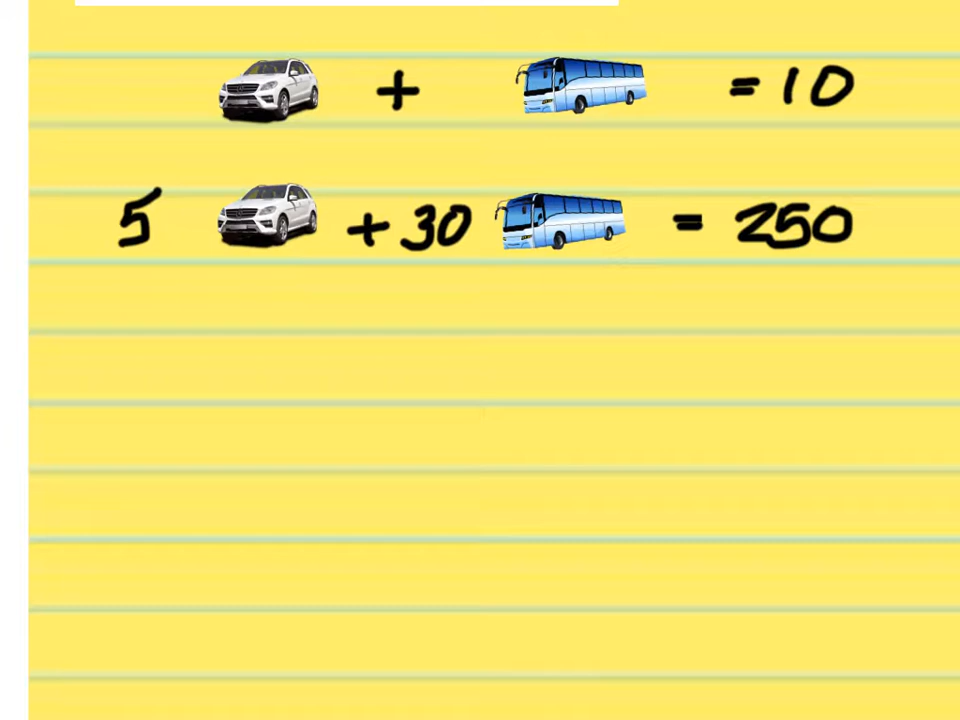 + = 10
5 + 30 = 250